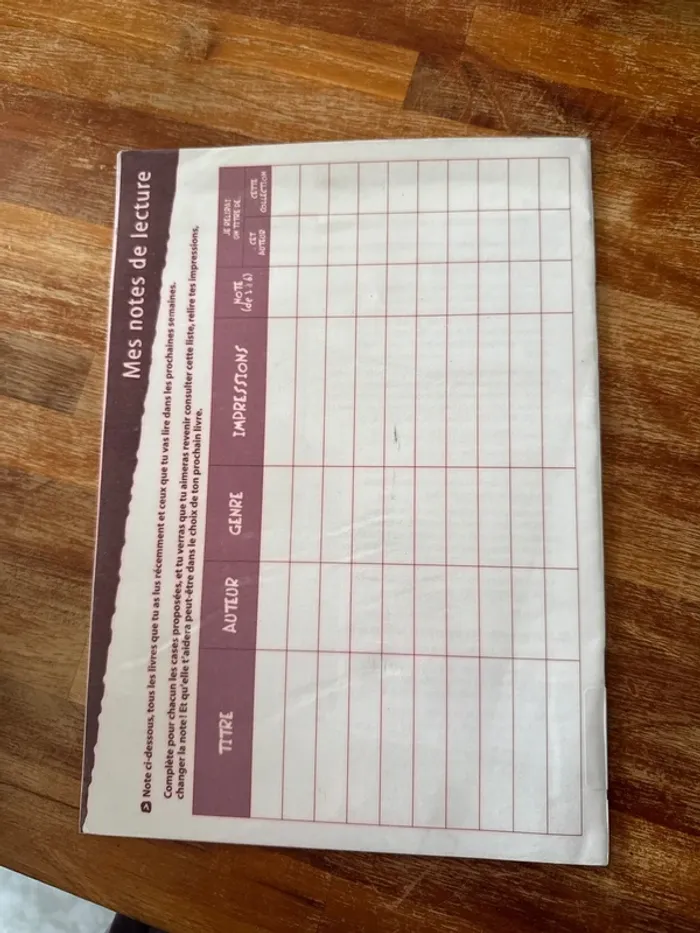 Mes notes de lecture
Note ci-dessous, tous les livres que tu as lus récemment et ceux que tu vas lire dans les prochaines semaines.
Complète pour chacun les cases proposées, et tu verras que tu aimeras revenir consulter cette liste, relire tes impressions,
changer la note ! Et qu'elle t'aidera peut-être dans le choix de ton prochain livre.
TITRE
AUTEUR
GENRE
IMPRESSIONS
NOTE
(de 1 à 6)
JE RELIRAI
UN TITRE DE...
CET
AUTEUR
CETTE
COLLECTION